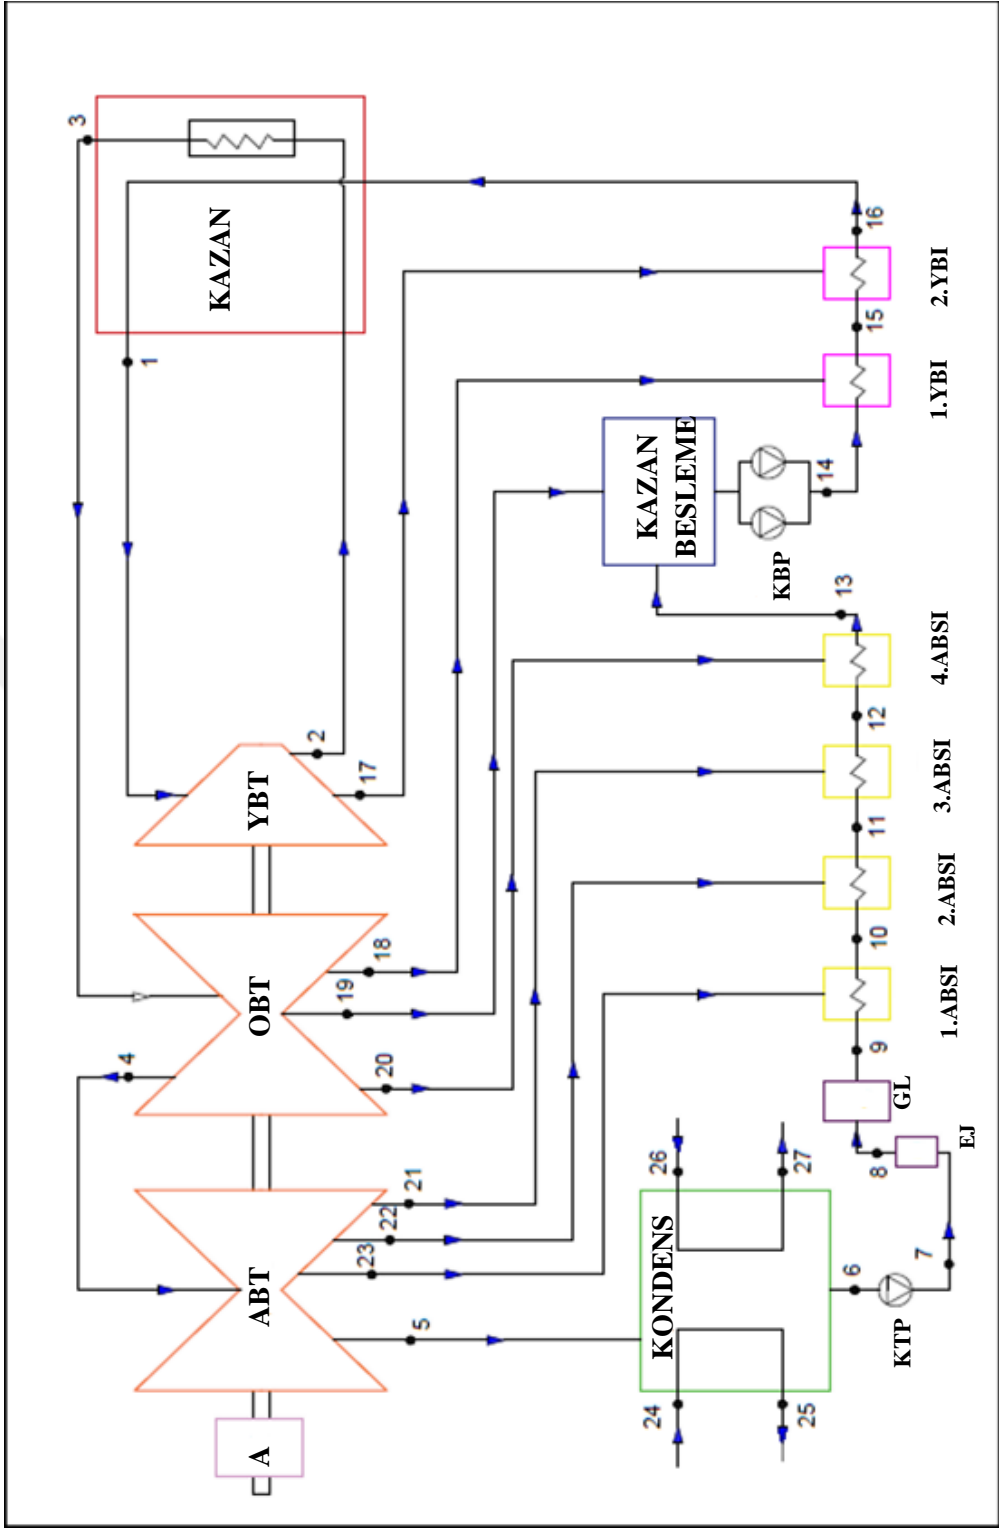 3
KAZAN
1
16
2.YBI
15
1.YBI
KAZAN
BESLEME
14
KBP
13
4.ABSI
YBT
2
17
12
3.ABSI
11
OBT
18
19
10
2.ABSI
4
20
9
1.ABSI
GL
EJ
8
ABT
21
22
23
26
27
KONDENS
7
6
KTP
5
24
25
A